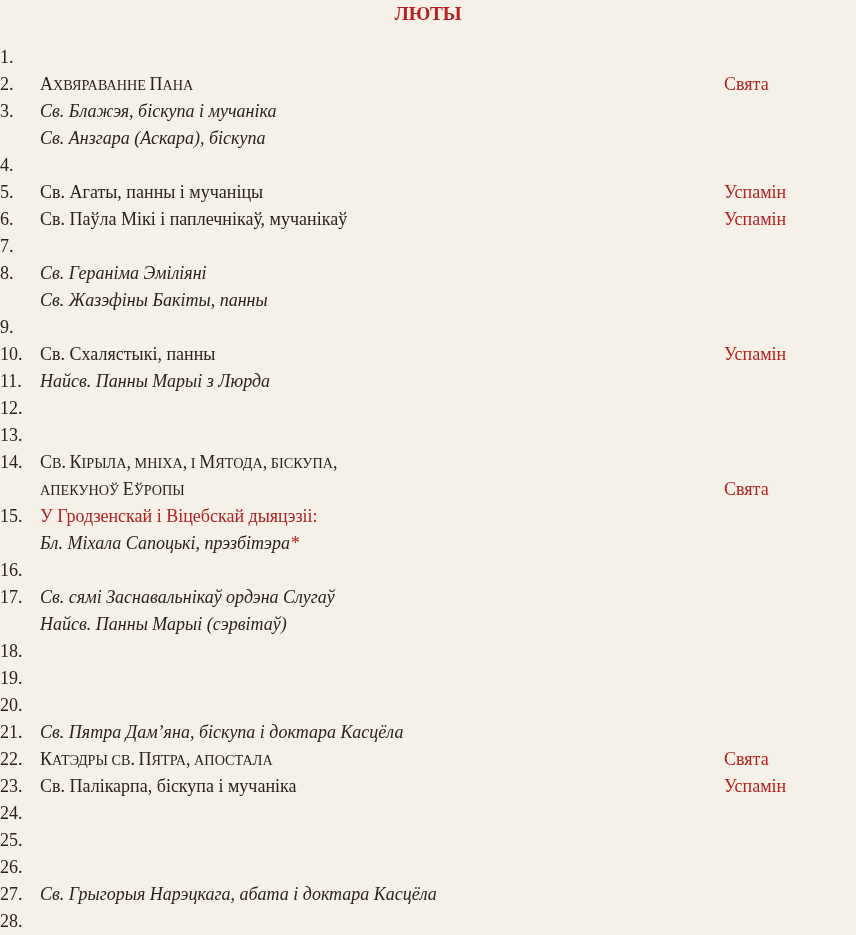 ЛЮТЫ
1.
2. Ахвяраванне Пана Свята
3. Св. Блажэя, біскупа і мучаніка
Св. Анзгара (Аскара), біскупа
4.
5. Св. Агаты, панны і мучаніцы Успамін
6. Св. Паўла Мікі і паплечнікаў, мучанікаў Успамін
7.
8. Св. Гераніма Эміліяні
Св. Жазэфіны Бакіты, панны
9.
10. Св. Схалястыкі, панны Успамін
11. Найсв. Панны Марыі з Люрда
12.
13.
14. Св. Кірыла, мніха, і Мятода, біскупа,
апекуноў Еўропы Свята
15. У Гродзенскай і Віцебскай дыяцэзіі:
Бл. Міхала Сапоцькі, прэзбітэра*
16.
17. Св. сямі Заснавальнікаў ордэна Слугаў
Найсв. Панны Марыі (сэрвітаў)
18.
19.
20.
21. Св. Пятра Дам’яна, біскупа і доктара Касцёла
22. Катэдры св. Пятра, апостала Свята
23. Св. Палікарпа, біскупа і мучаніка Успамін
24.
25.
26.
27. Св. Грыгорыя Нарэцкага, абата і доктара Касцёла
28.